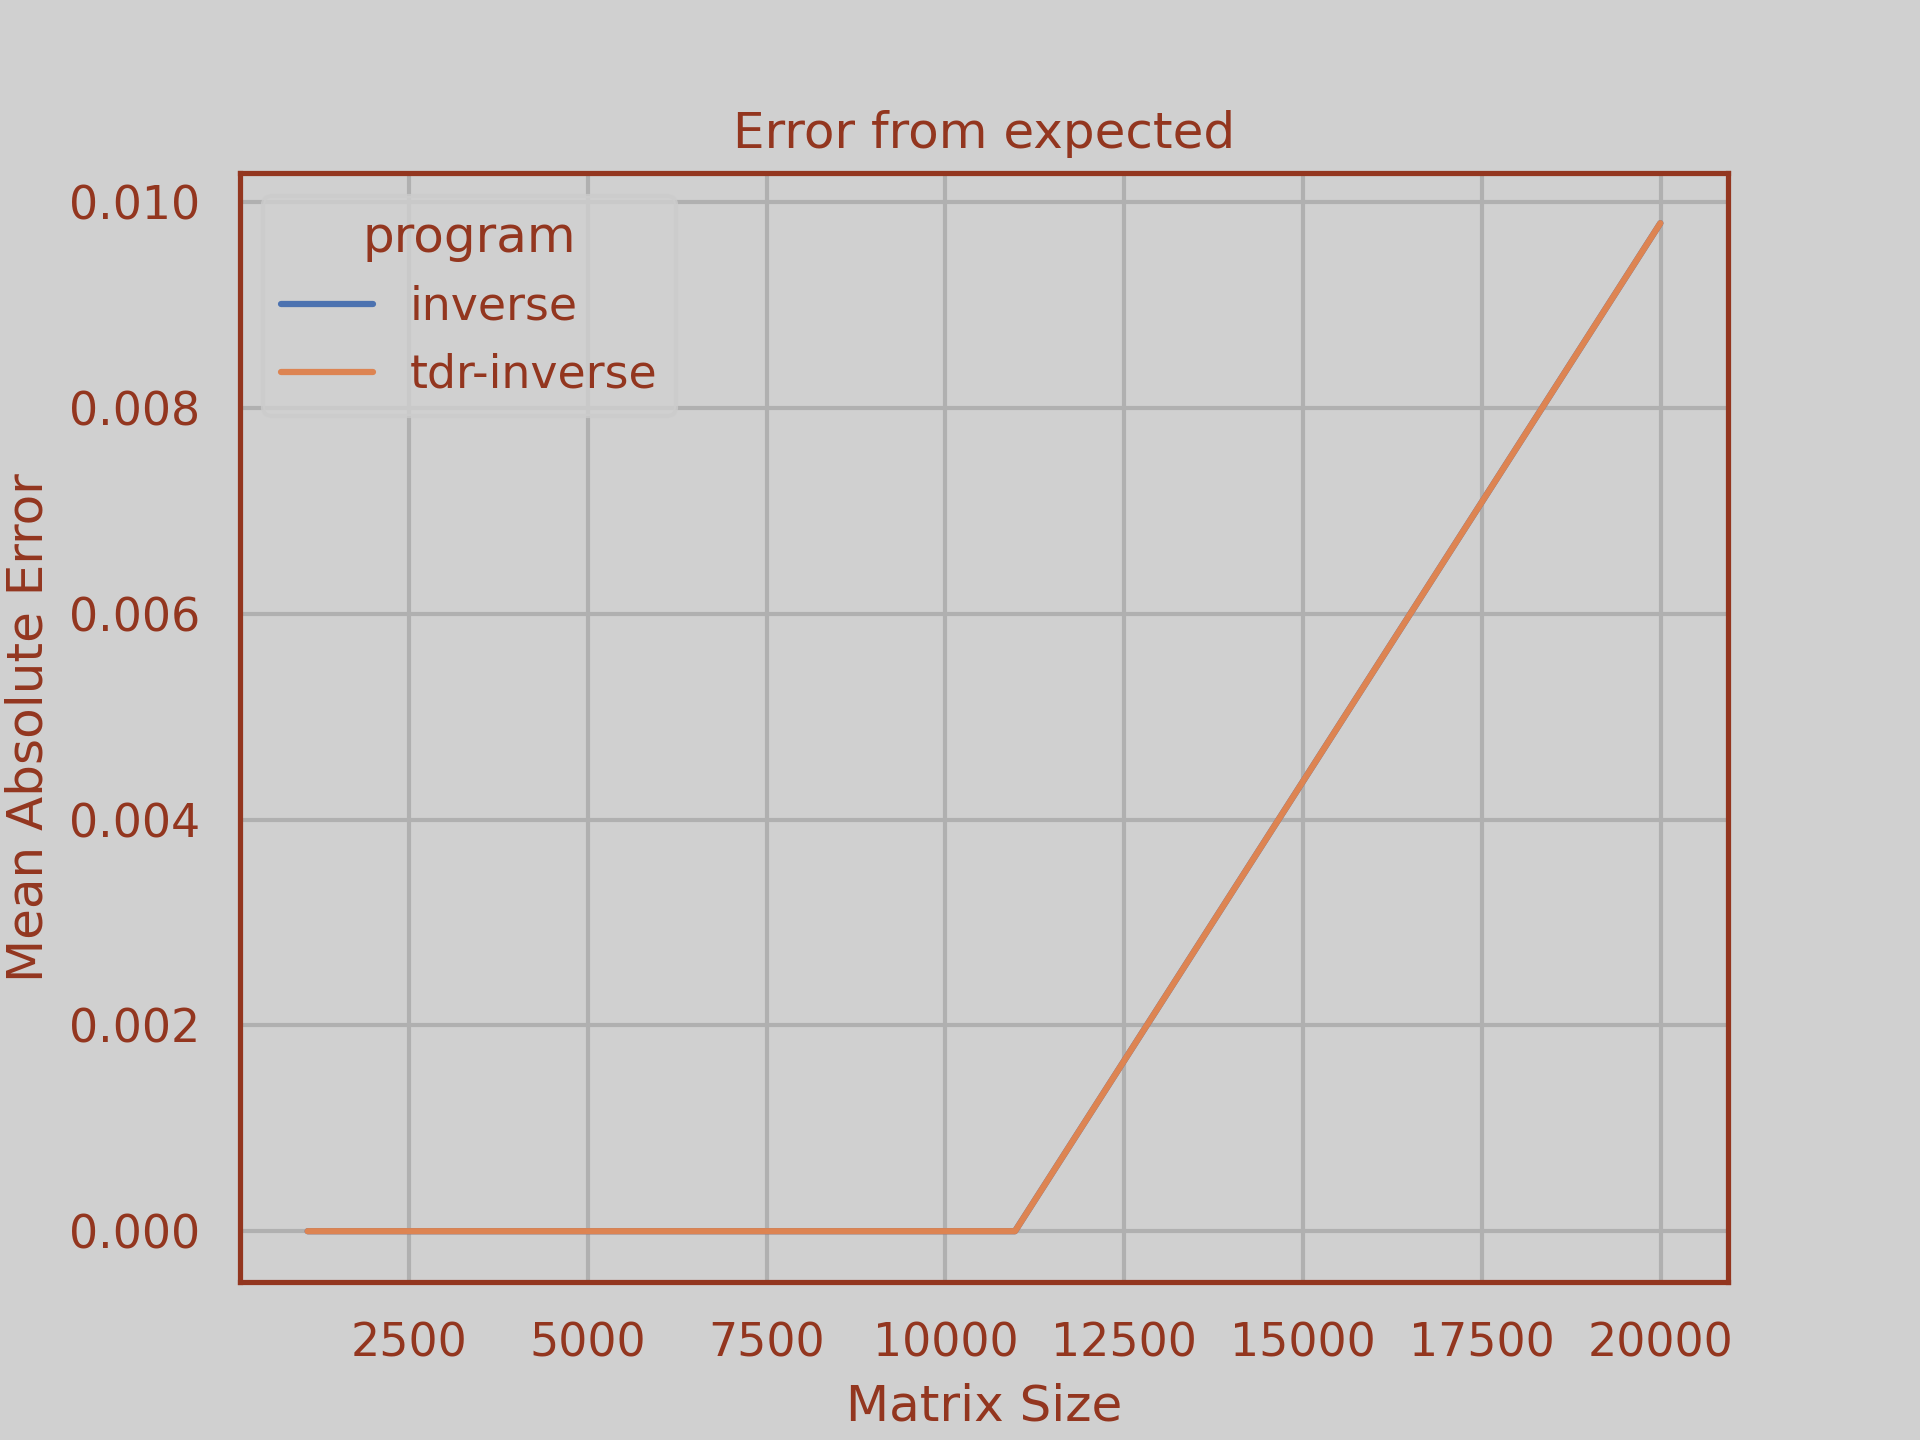 Error from expected
program
inverse
tdr-inverse
0.010
0.008
0.006
0.004
0.002
0.000
Mean Absolute Error
2500 5000 7500 10000 12500 15000 17500 20000
Matrix Size